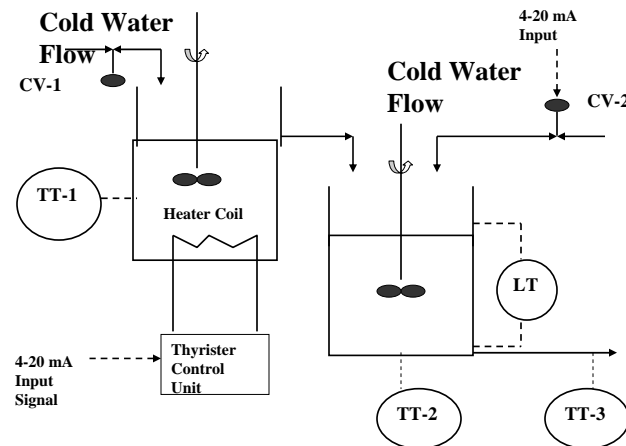 Cold Water
Flow
CV-1
4-20 mA
Input
Cold Water
Flow
CV-2
TT-1
Heater Coil
LT
4-20 mA
Input
Signal
Thyrister
Control
Unit
TT-2
TT-3